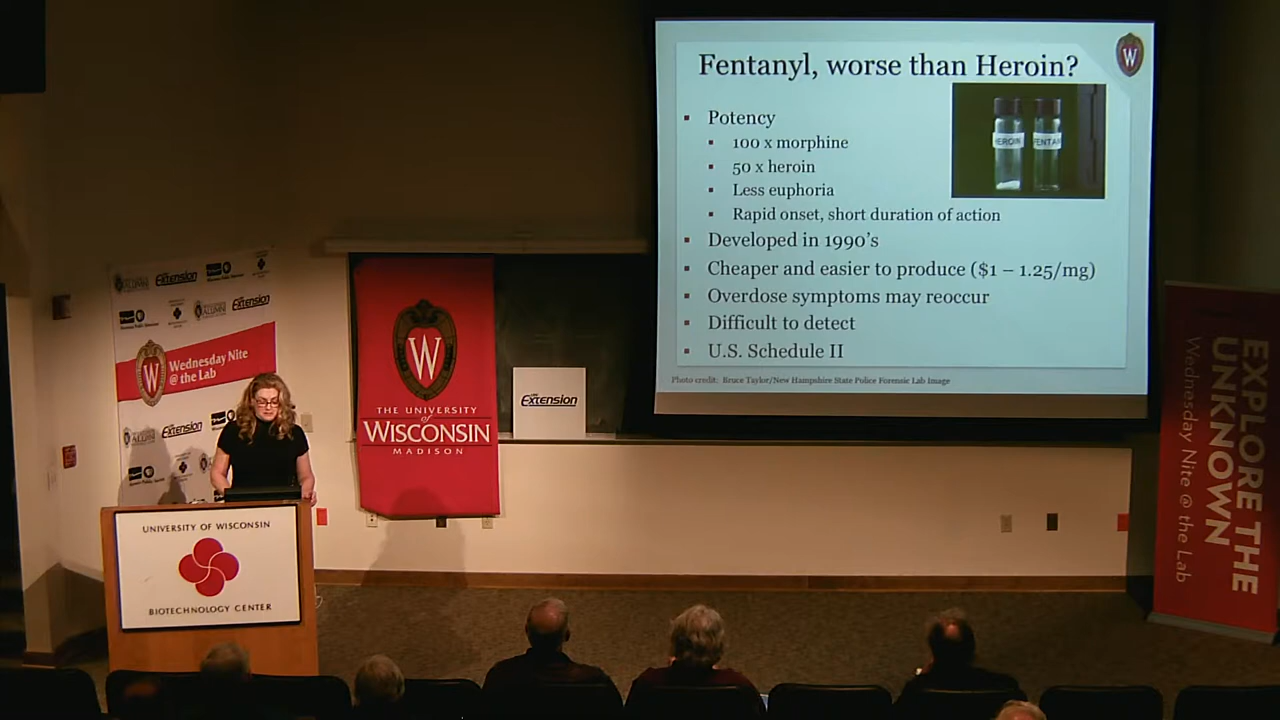 Fentanyl, worse than Heroin?
W
▪ Potency
▪ 100 x morphine
▪ 50 x heroin
▪ Less euphoria
▪ Rapid onset, short duration of action
▪ Developed in 1990's
▪ Cheaper and easier to produce ($1 – 1.25/mg)
▪ Overdose symptoms may reoccur
▪ Difficult to detect
▪ U.S. Schedule II
HEROIN
FENTAN
Photo credit: Bruce Taylor/New Hampshire State Police Forensic Lab Image
Extension
Extension
W
Wednesday Nite
@ the Lab
Extension
W
THE UNIVERSITY
of
WISCONSIN
MADISON
Extension
UNIVERSITY OF WISCONSIN
BIOTECHNOLOGY CENTER
EXPLORE THE
UNKNOWN
Wednesday Nite @ the Lab